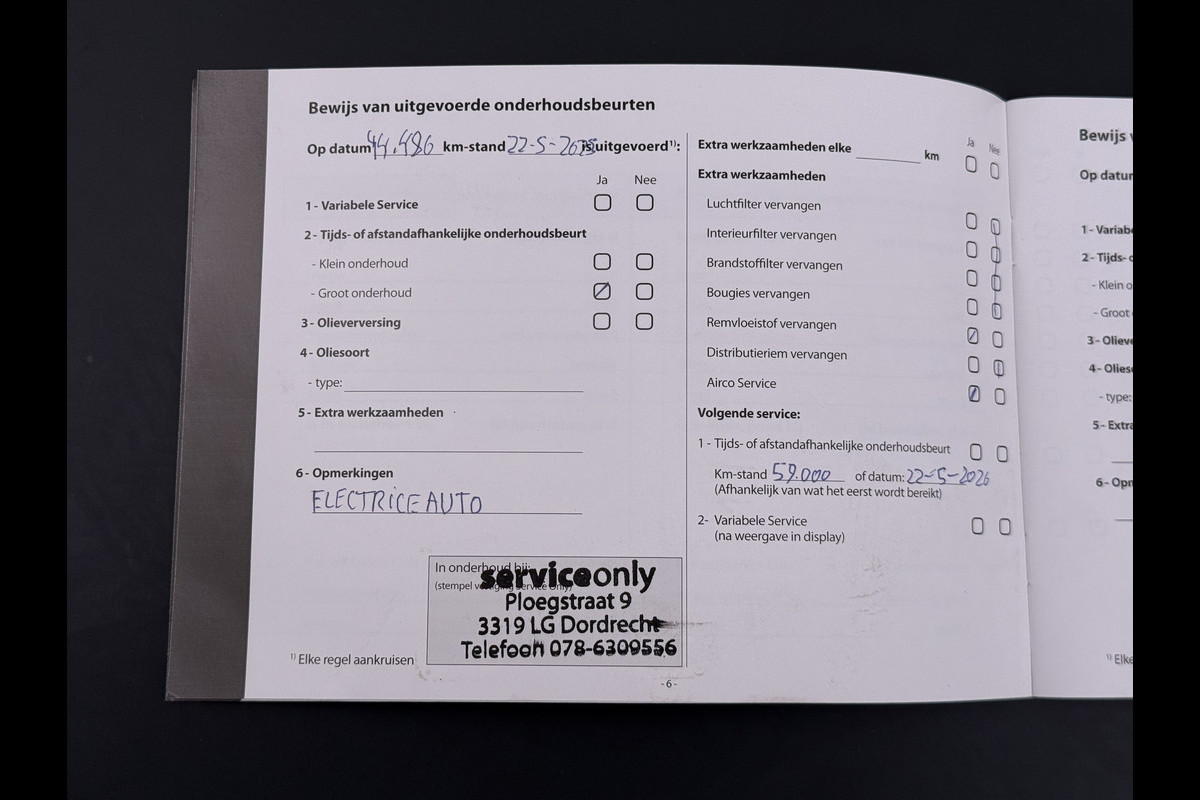 Bewijs van uitgevoerde onderhoudsbeurten
Op datum 44.486 km-stand 22-5-2025 is uitgevoerd¹⁾:
Ja Nee
1 - Variabele Service
2 - Tijds- of afstandafhankelijke onderhoudsbeurt
- Klein onderhoud
- Groot onderhoud
3 - Olieverversing
4 - Oliesoort
- type:
5 - Extra werkzaamheden
6 - Opmerkingen
ELECTRICE AUTO
In onderhoud bij:
serviceonly
Ploegstraat 9
3319 LG Dordrecht
Telefoon 078-6309556
¹⁾ Elke regel aankruisen
Ja Nee
Extra werkzaamheden elke km
Extra werkzaamheden
Luchtfilter vervangen
Interieurfilter vervangen
Brandstoffilter vervangen
Bougies vervangen
Remvloeistof vervangen
Distributieriem vervangen
Airco Service
Volgende service:
1 - Tijds- of afstandafhankelijke onderhoudsbeurt
Km-stand 59.000 of datum: 22-5-2026
(Afhankelijk van wat het eerst wordt bereikt)
2- Variabele Service
(na weergave in display)
-6-
Bewijs v
Op datum
1 - Variab
2 - Tijds- o
- Klein o
- Groot
3 - Olieve
4 - Olies
- type:
5 - Extra
6 - Opn
¹⁾ Elke